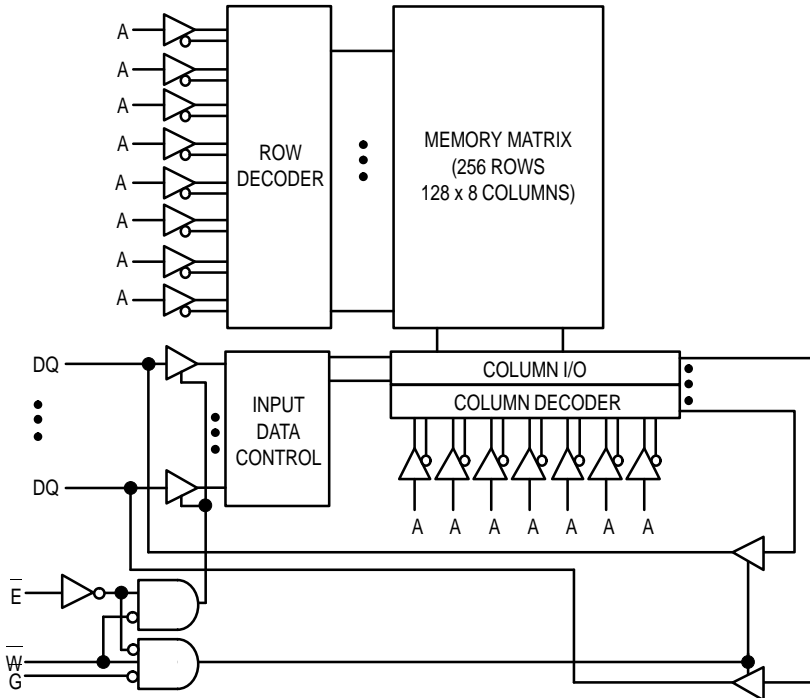 A
A
A
A
A
A
A
A
ROW
DECODER
MEMORY MATRIX
(256 ROWS
128 x 8 COLUMNS)
DQ
DQ
INPUT
DATA
CONTROL
COLUMN I/O
COLUMN DECODER
A A A A A A A
E̅
W̅
G̅